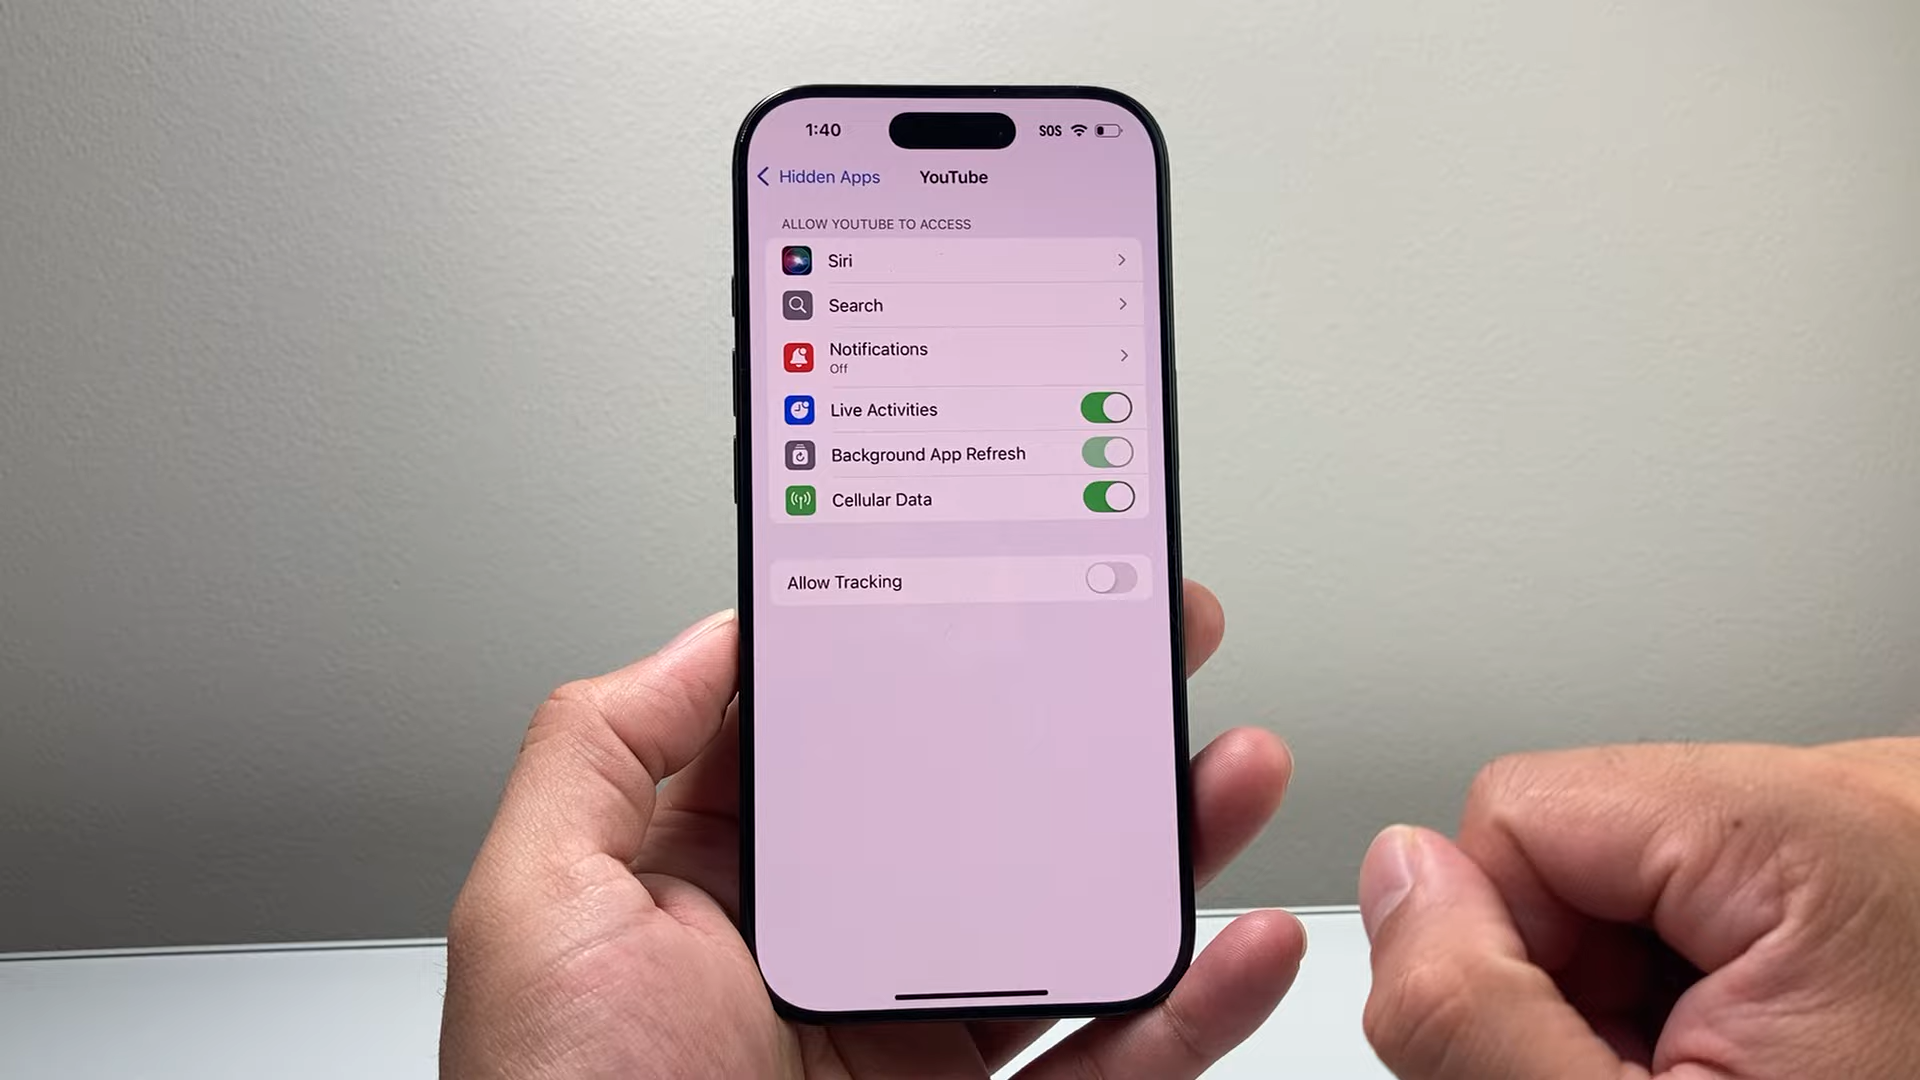 1:40
SOS
Hidden Apps
YouTube
ALLOW YOUTUBE TO ACCESS
Siri
Search
Notifications
Off
Live Activities
Background App Refresh
Cellular Data
Allow Tracking